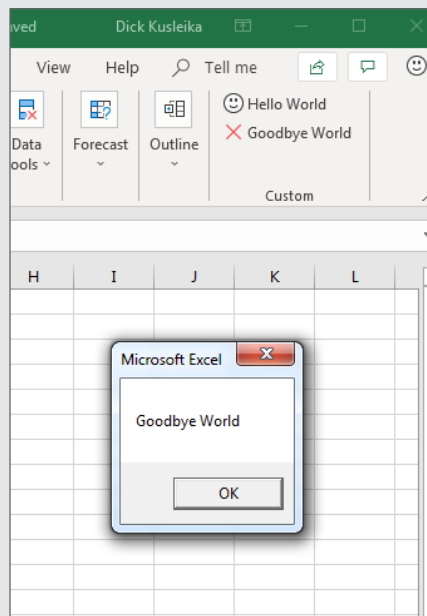 ved Dick Kusleika
View Help Tell me
Hello World
Goodbye World
Data Forecast Outline
ools
Custom
H I J K L
Microsoft Excel
Goodbye World
OK